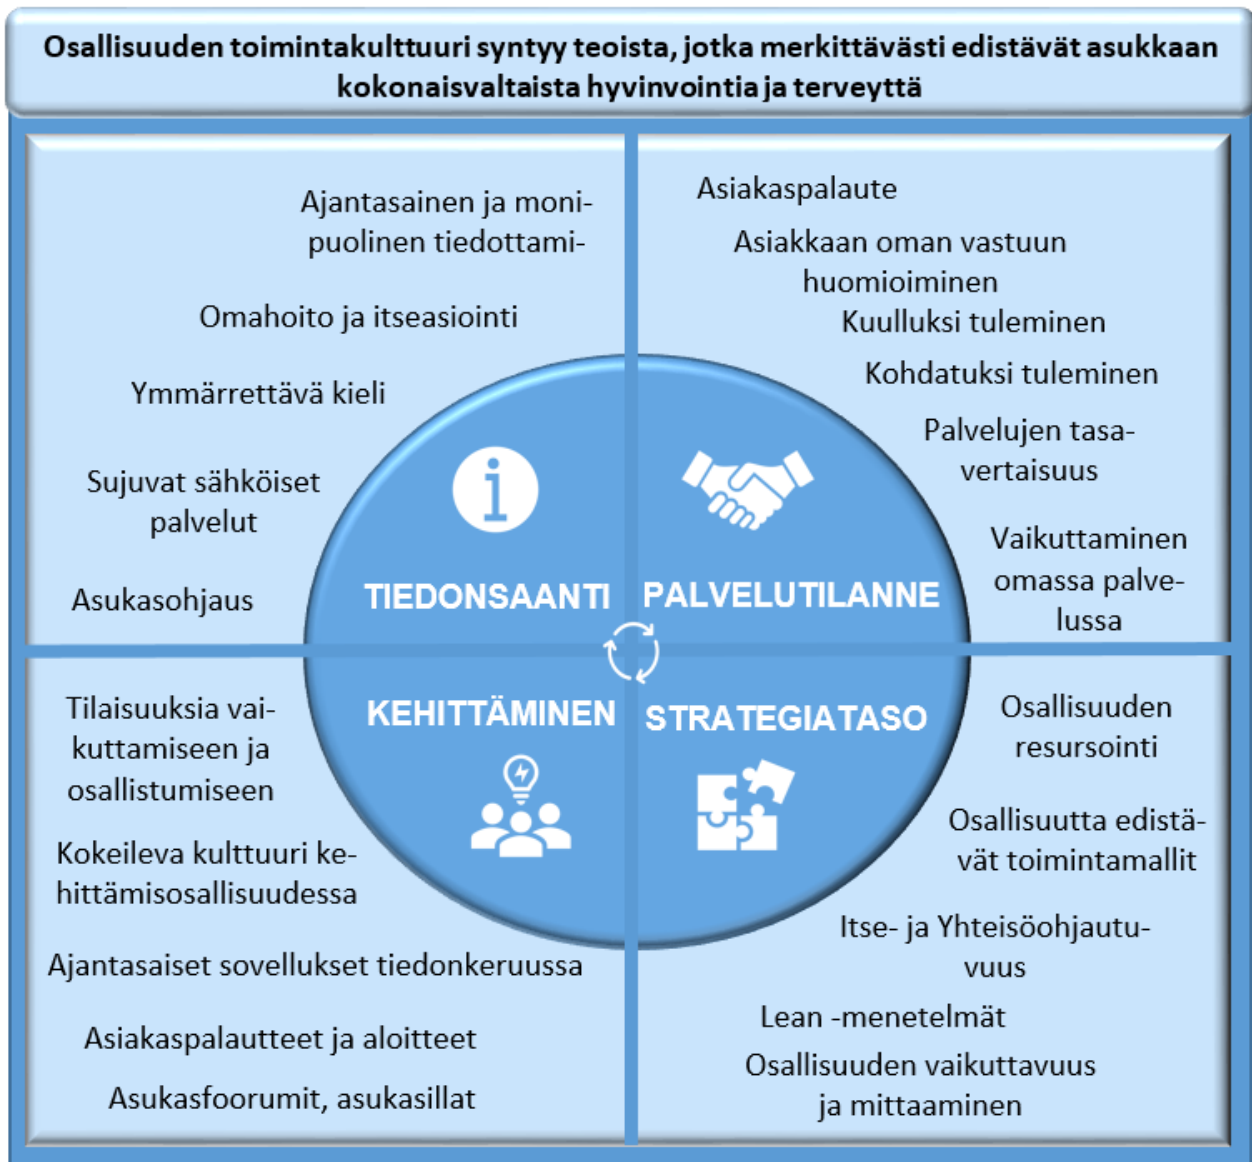 Osallisuuden toimintakulttuuri syntyy teoista, jotka merkittävästi edistävät asukkaan
kokonaisvaltaista hyvinvointia ja terveyttä
Ajantasainen ja moni-
puolinen tiedottami-
Omahoito ja itseasiointi
Ymmärrettävä kieli
Sujuvat sähköiset
palvelut
Asukasohjaus
TIEDONSAANTI
Asiakaspalaute
Asiakkaan oman vastuun
huomioiminen
Kuulluksi tuleminen
Kohdatuksi tuleminen
Palvelujen tasa-
vertaisuus
Vaikuttaminen
omassa palve-
lussa
PALVELUTILANNE
KEHITTÄMINEN
Tilaisuuksia vai-
kuttamiseen ja
osallistumiseen
Kokeileva kulttuuri ke-
hittämisosallisuudessa
Ajantasaiset sovellukset tiedonkeruussa
Asiakaspalautteet ja aloitteet
Asukasfoorumit, asukasillat
STRATEGIATASO
Osallisuuden
resursointi
Osallisuutta edistä-
vät toimintamallit
Itse- ja Yhteisöohjautu-
vuus
Lean -menetelmät
Osallisuuden vaikuttavuus
ja mittaaminen